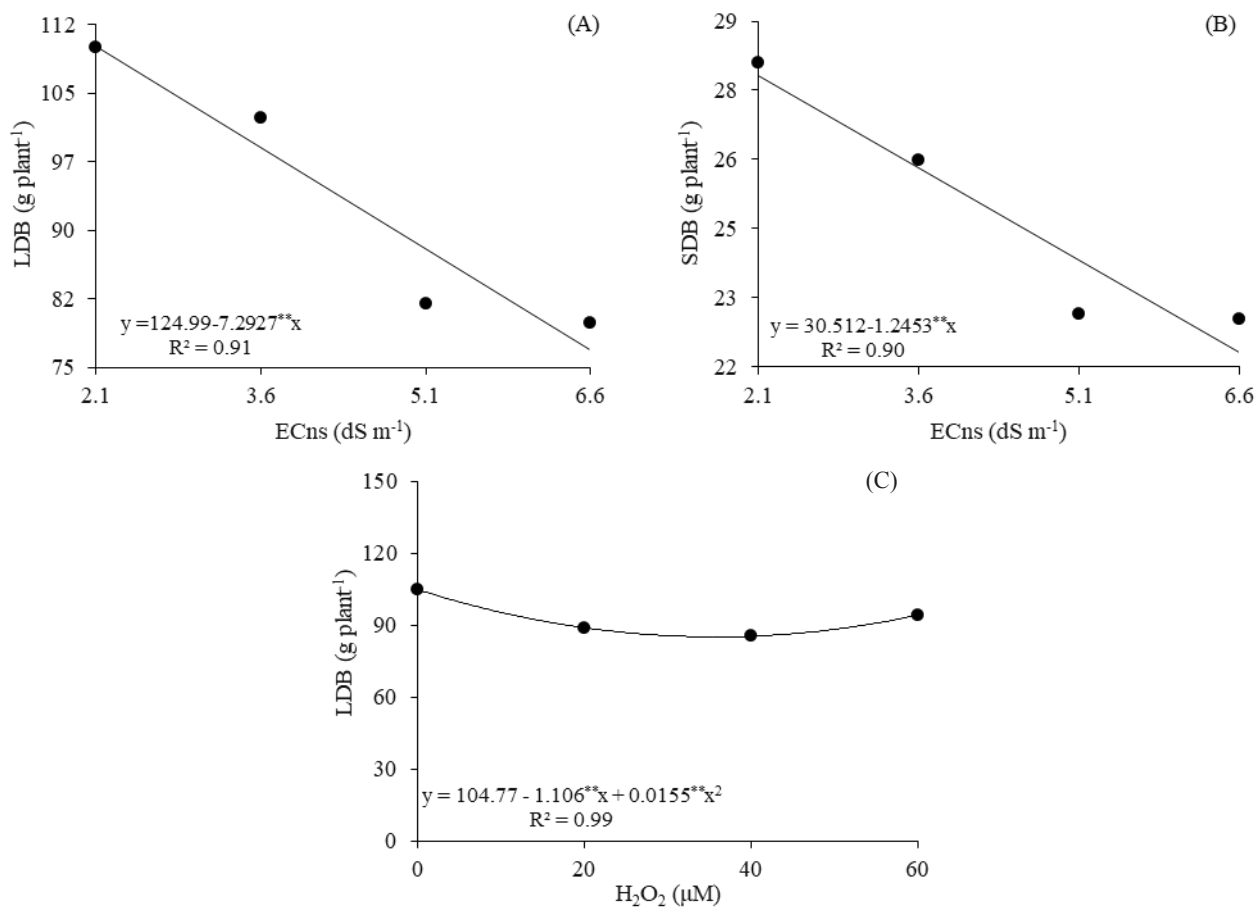 (A)
LDB (g plant⁻¹)
112
105
97
90
82
75
y =124.99-7.2927**x
R² = 0.91
2.1 3.6 5.1 6.6
ECns (dS m⁻¹)
(B)
SDB (g plant⁻¹)
29
28
26
25
23
22
y = 30.512-1.2453**x
R² = 0.90
2.1 3.6 5.1 6.6
ECns (dS m⁻¹)
(C)
LDB (g plant⁻¹)
150
120
90
60
30
0
y = 104.77 - 1.106**x + 0.0155**x²
R² = 0.99
0 20 40 60
H₂O₂ (µM)